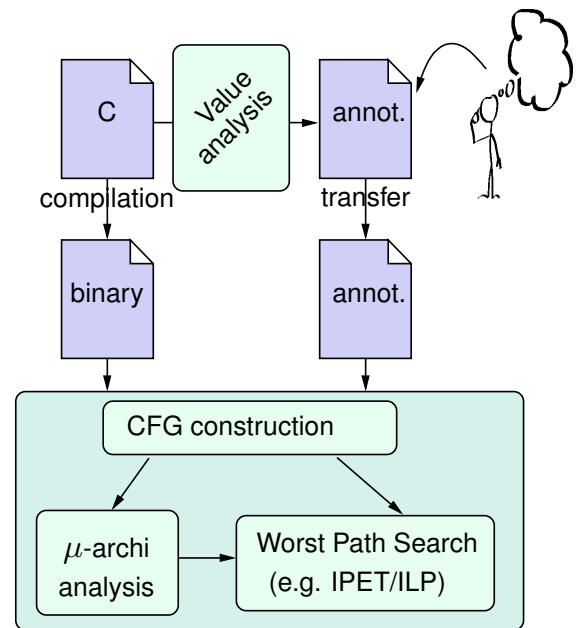 C
Value
analysis
annot.
compilation
transfer
binary
annot.
CFG construction
μ-archi
analysis
Worst Path Search
(e.g. IPET/ILP)